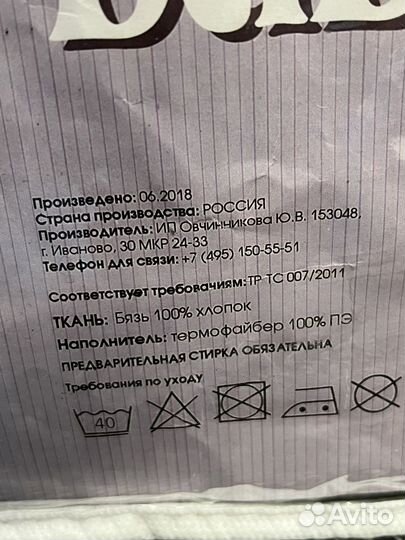 Произведено: 06.2018
Страна производства: РОССИЯ
Производитель: ИП Овчинникова Ю.В. 153048,
г. Иваново, 30 МКР 24-33
Телефон для связи: +7 (495) 150-55-51
Соответствует требованиям: ТР ТС 007/2011
ТКАНЬ: Бязь 100% хлопок
Наполнитель: термофайбер 100% ПЭ
ПРЕДВАРИТЕЛЬНАЯ СТИРКА ОБЯЗАТЕЛЬНА
Требования по уходу
40
Avito